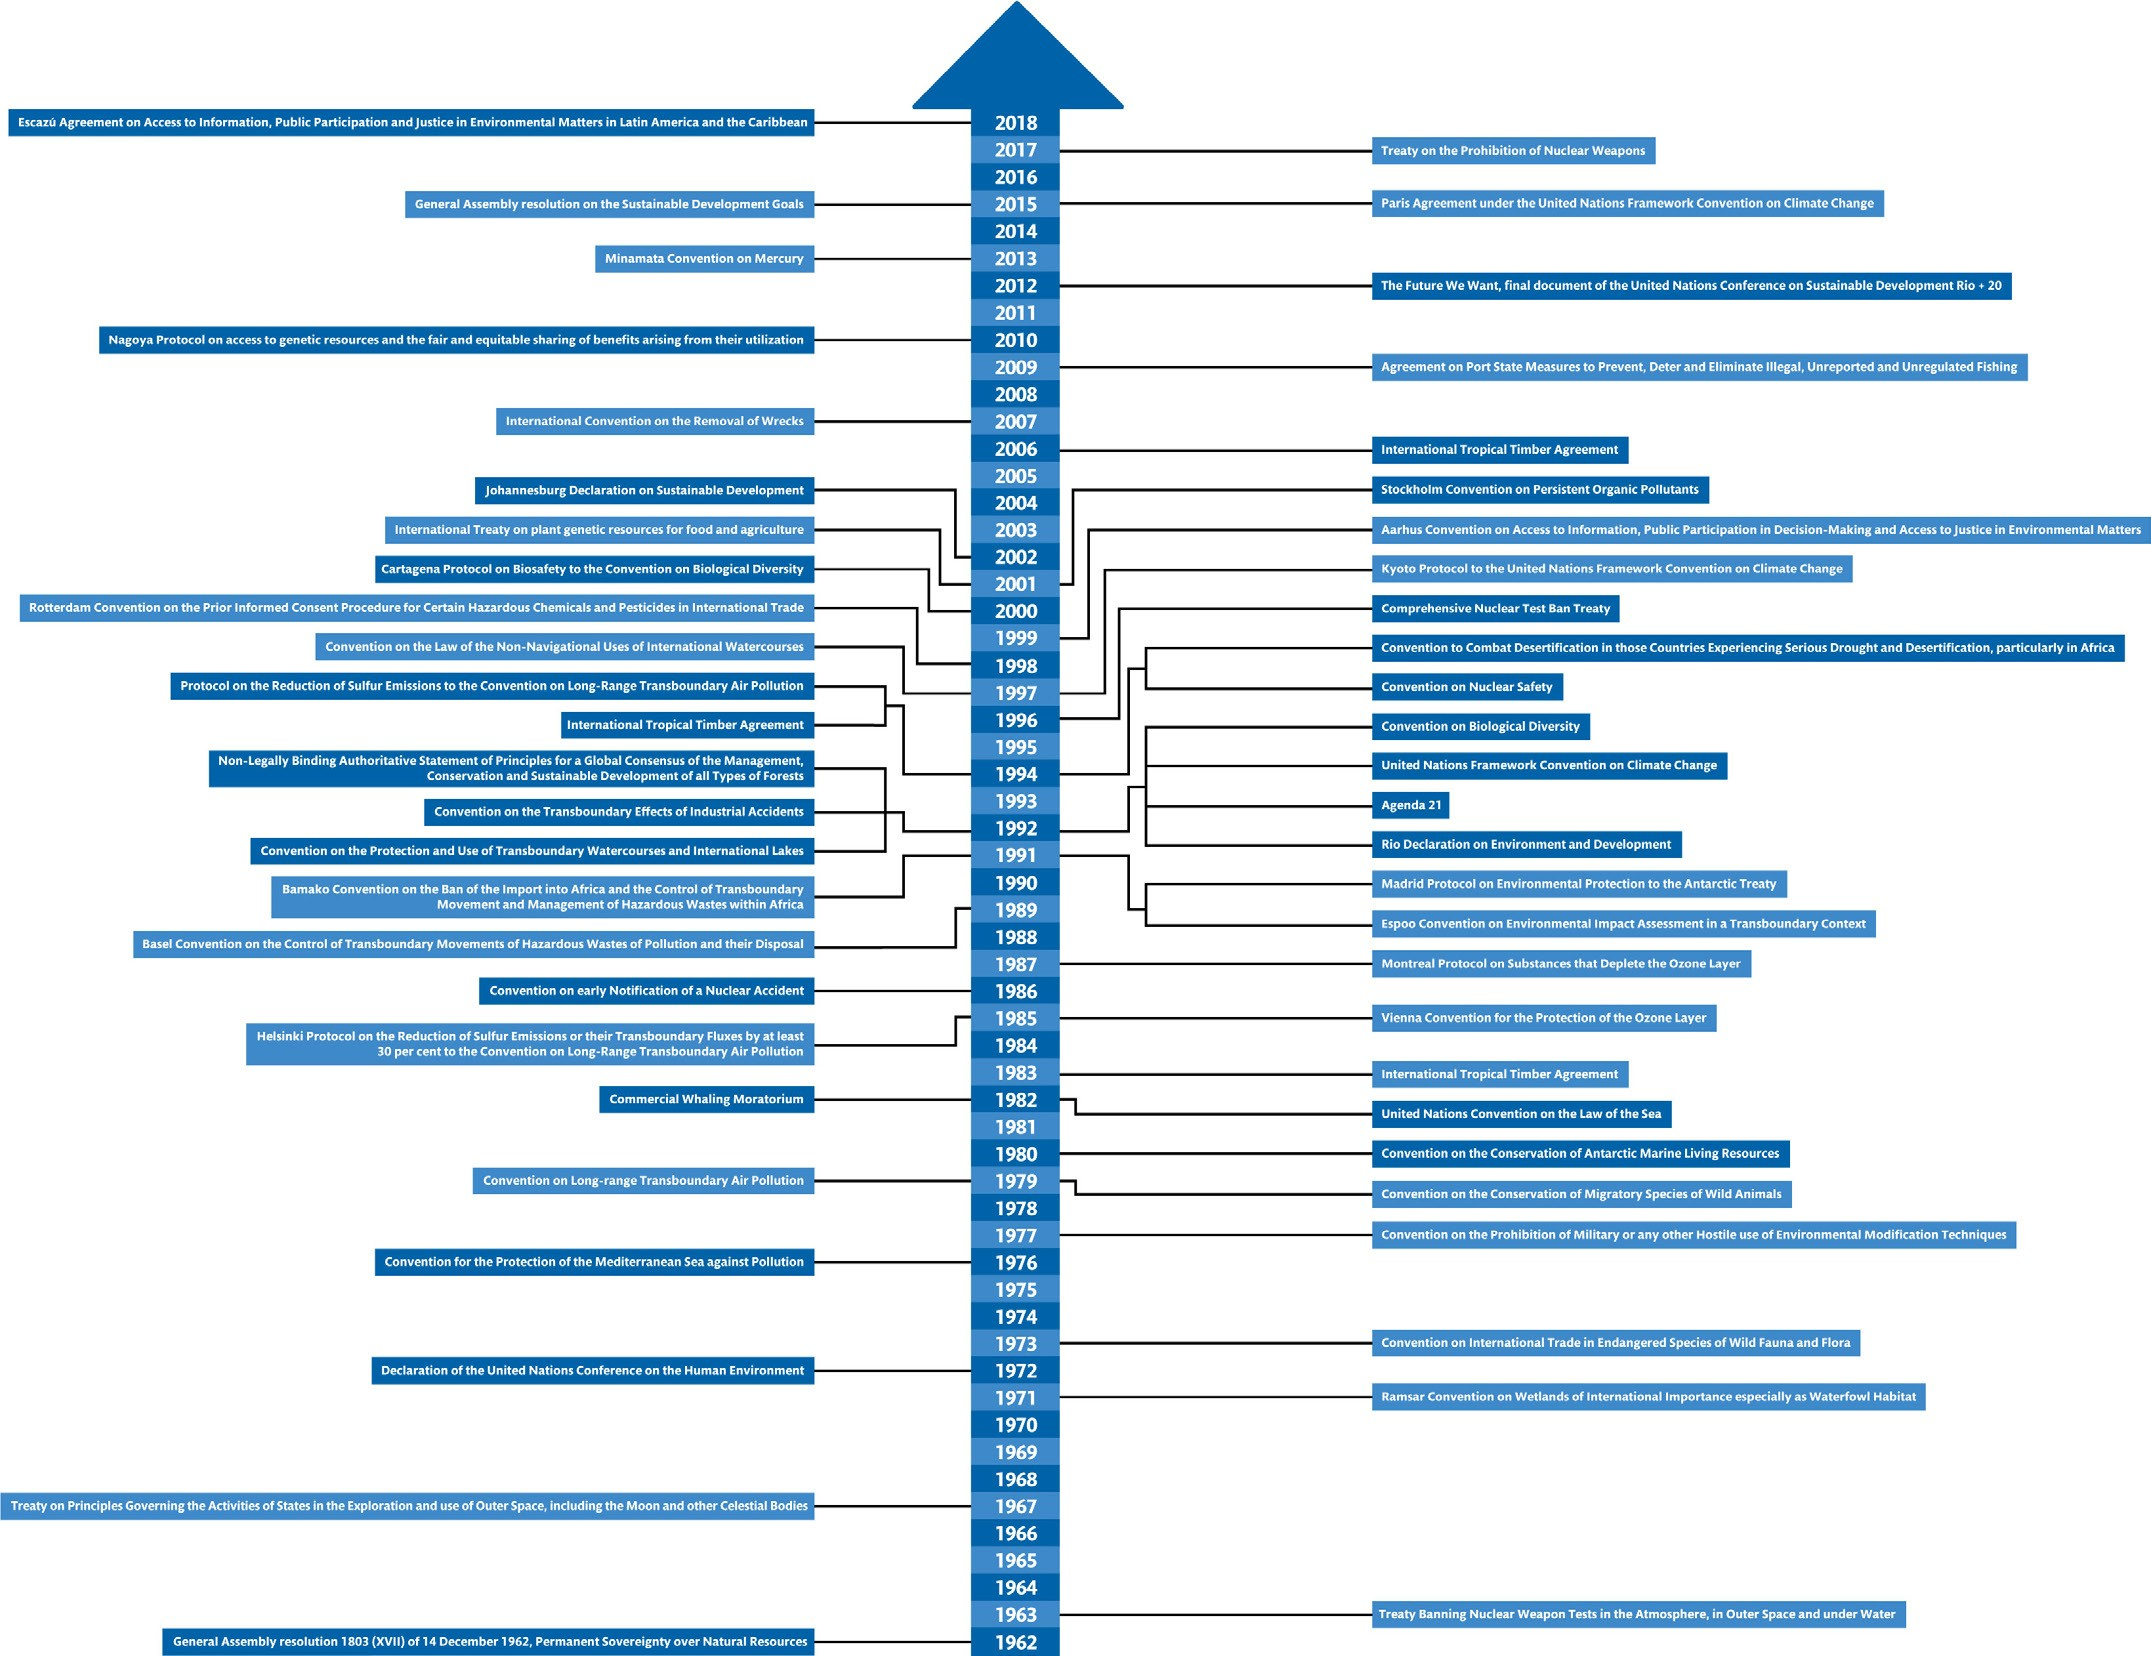 2018
Escazú Agreement on Access to Information, Public Participation and Justice in Environmental Matters in Latin America and the Caribbean
2017
Treaty on the Prohibition of Nuclear Weapons
2016
General Assembly resolution on the Sustainable Development Goals
2015
Paris Agreement under the United Nations Framework Convention on Climate Change
2014
Minamata Convention on Mercury
2013
2012
The Future We Want, final document of the United Nations Conference on Sustainable Development Rio + 20
2011
Nagoya Protocol on access to genetic resources and the fair and equitable sharing of benefits arising from their utilization
2010
2009
Agreement on Port State Measures to Prevent, Deter and Eliminate Illegal, Unreported and Unregulated Fishing
2008
International Convention on the Removal of Wrecks
2007
2006
International Tropical Timber Agreement
2005
Johannesburg Declaration on Sustainable Development
Stockholm Convention on Persistent Organic Pollutants
2004
International Treaty on plant genetic resources for food and agriculture
2003
Aarhus Convention on Access to Information, Public Participation in Decision-Making and Access to Justice in Environmental Matters
2002
Cartagena Protocol on Biosafety to the Convention on Biological Diversity
Kyoto Protocol to the United Nations Framework Convention on Climate Change
2001
Rotterdam Convention on the Prior Informed Consent Procedure for Certain Hazardous Chemicals and Pesticides in International Trade
2000
Comprehensive Nuclear Test Ban Treaty
1999
Convention on the Law of the Non-Navigational Uses of International Watercourses
Convention to Combat Desertification in those Countries Experiencing Serious Drought and Desertification, particularly in Africa
1998
Protocol on the Reduction of Sulfur Emissions to the Convention on Long-Range Transboundary Air Pollution
1997
Convention on Nuclear Safety
1996
International Tropical Timber Agreement
Convention on Biological Diversity
1995
Non-Legally Binding Authoritative Statement of Principles for a Global Consensus of the Management,
Conservation and Sustainable Development of all Types of Forests
United Nations Framework Convention on Climate Change
1994
1993
Agenda 21
Convention on the Transboundary Effects of Industrial Accidents
1992
Rio Declaration on Environment and Development
Convention on the Protection and Use of Transboundary Watercourses and International Lakes
1991
1990
Madrid Protocol on Environmental Protection to the Antarctic Treaty
Bamako Convention on the Ban of the Import into Africa and the Control of Transboundary
Movement and Management of Hazardous Wastes within Africa
1989
Espoo Convention on Environmental Impact Assessment in a Transboundary Context
1988
Basel Convention on the Control of Transboundary Movements of Hazardous Wastes of Pollution and their Disposal
1987
Montreal Protocol on Substances that Deplete the Ozone Layer
Convention on early Notification of a Nuclear Accident
1986
1985
Vienna Convention for the Protection of the Ozone Layer
Helsinki Protocol on the Reduction of Sulfur Emissions or their Transboundary Fluxes by at least
30 per cent to the Convention on Long-Range Transboundary Air Pollution
1984
1983
International Tropical Timber Agreement
Commercial Whaling Moratorium
1982
United Nations Convention on the Law of the Sea
1981
1980
Convention on the Conservation of Antarctic Marine Living Resources
Convention on Long-range Transboundary Air Pollution
1979
Convention on the Conservation of Migratory Species of Wild Animals
1978
1977
Convention on the Prohibition of Military or any other Hostile use of Environmental Modification Techniques
Convention for the Protection of the Mediterranean Sea against Pollution
1976
1975
1974
1973
Convention on International Trade in Endangered Species of Wild Fauna and Flora
Declaration of the United Nations Conference on the Human Environment
1972
1971
Ramsar Convention on Wetlands of International Importance especially as Waterfowl Habitat
1970
1969
1968
Treaty on Principles Governing the Activities of States in the Exploration and use of Outer Space, including the Moon and other Celestial Bodies
1967
1966
1965
1964
1963
Treaty Banning Nuclear Weapon Tests in the Atmosphere, in Outer Space and under Water
General Assembly resolution 1803 (XVII) of 14 December 1962, Permanent Sovereignty over Natural Resources
1962